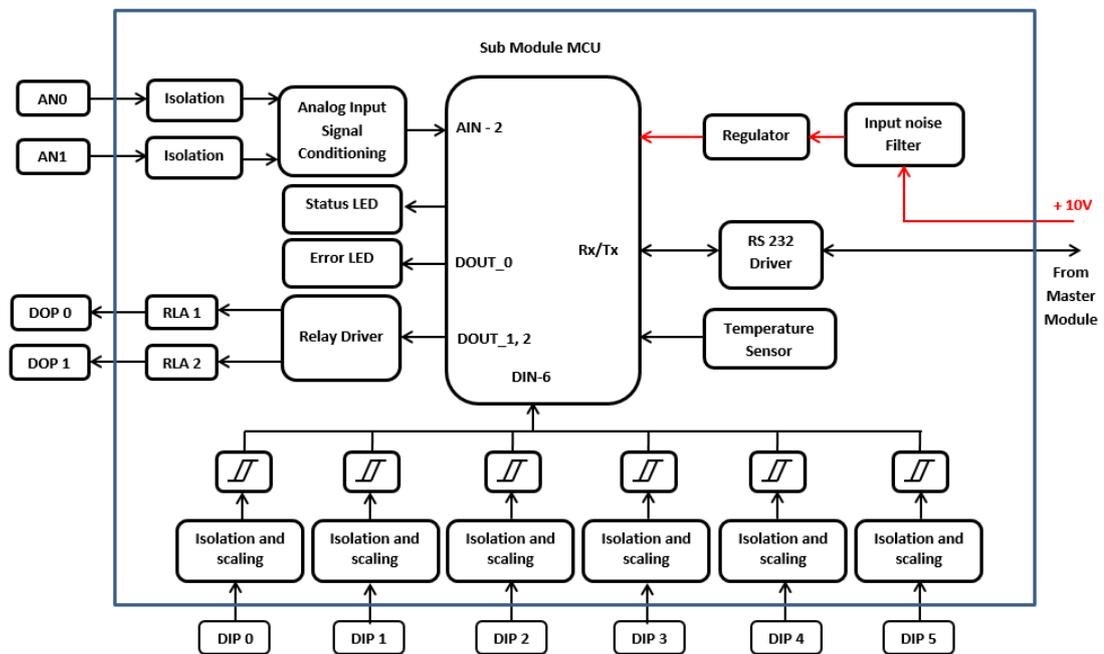 Sub Module MCU
AN0
Isolation
Analog Input
Signal
Conditioning
AIN - 2
Regulator
Input noise
Filter
AN1
Isolation
Status LED
+ 10V
Error LED
DOUT_0
Rx/Tx
RS 232
Driver
From
Master
Module
DOP 0
RLA 1
Relay Driver
DOUT_1, 2
Temperature
Sensor
DOP 1
RLA 2
DIN-6
Isolation and
scaling
Isolation and
scaling
Isolation and
scaling
Isolation and
scaling
Isolation and
scaling
Isolation and
scaling
DIP 0
DIP 1
DIP 2
DIP 3
DIP 4
DIP 5